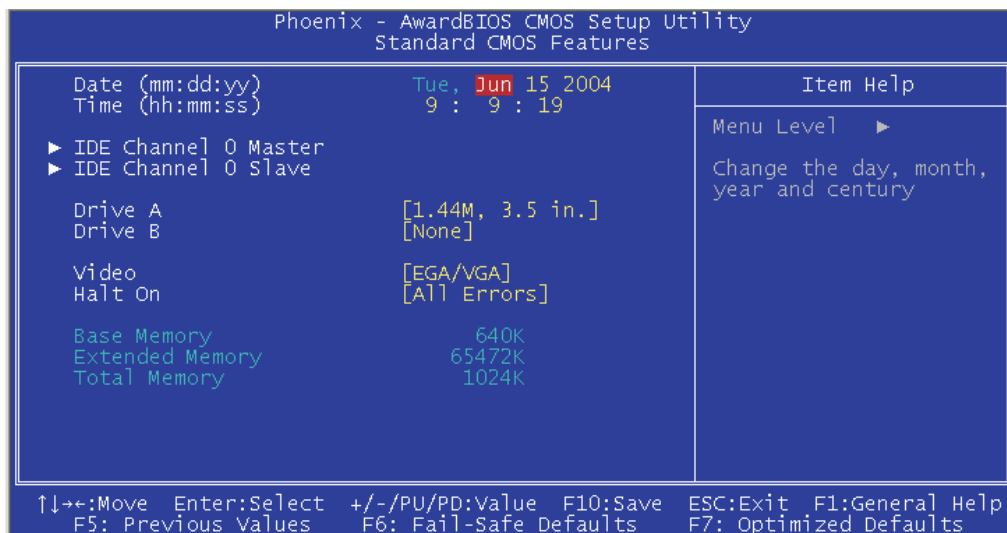 Phoenix - AwardBIOS CMOS Setup Utility
Standard CMOS Features
Date (mm:dd:yy) Tue, Jun 15 2004
Time (hh:mm:ss) 9 : 9 : 19
▶ IDE Channel 0 Master
▶ IDE Channel 0 Slave
Drive A [1.44M, 3.5 in.]
Drive B [None]
Video [EGA/VGA]
Halt On [All Errors]
Base Memory 640K
Extended Memory 65472K
Total Memory 1024K
Item Help
Menu Level ▶
Change the day, month,
year and century
↑↓→←:Move Enter:Select +/-/PU/PD:Value F10:Save ESC:Exit F1:General Help
F5: Previous Values F6: Fail-Safe Defaults F7: Optimized Defaults